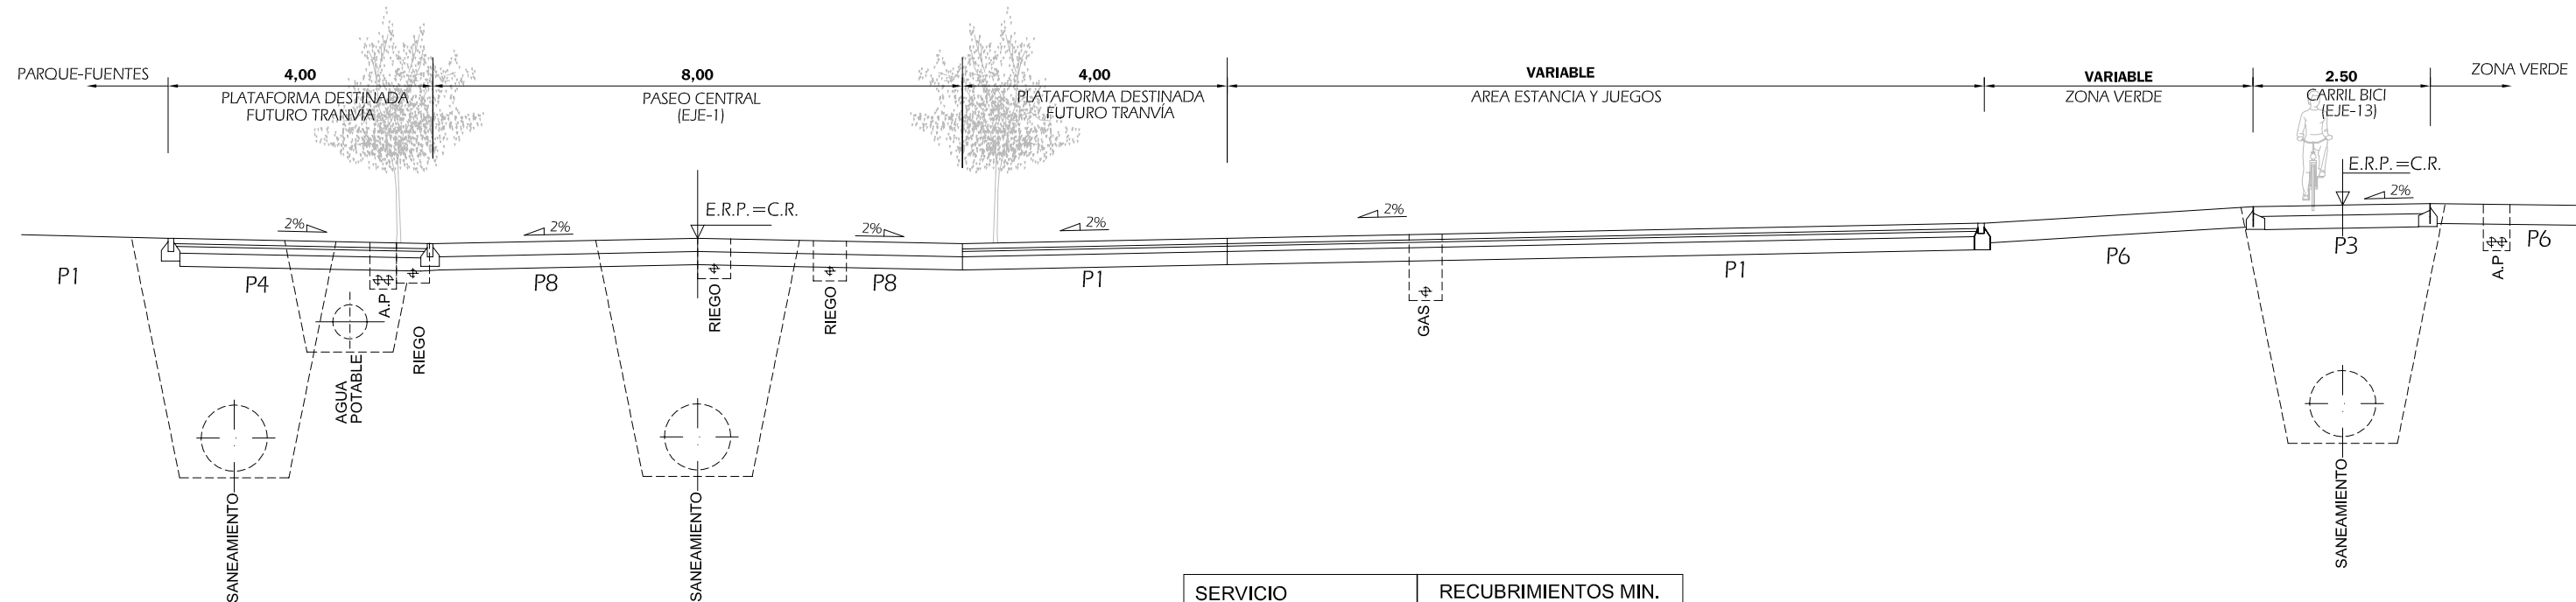 PARQUE-FUENTES
4,00
PLATAFORMA DESTINADA
FUTURO TRANVÍA
8,00
PASEO CENTRAL
(EJE-1)
4,00
PLATAFORMA DESTINADA
FUTURO TRANVÍA
VARIABLE
AREA ESTANCIA Y JUEGOS
VARIABLE
ZONA VERDE
2.50
CARRIL BICI
(EJE-13)
ZONA VERDE
E.R.P.=C.R.
2%
2%
E.R.P.=C.R.
2%
2%
2%
2%
P1
P4
P8
P8
P1
P1
P6
P3
P6
A.P
RIEGO
AGUA
POTABLE
RIEGO
RIEGO
GAS
A.P
SANEAMIENTO
SANEAMIENTO
SANEAMIENTO
SERVICIO
RECUBRIMIENTOS MIN.